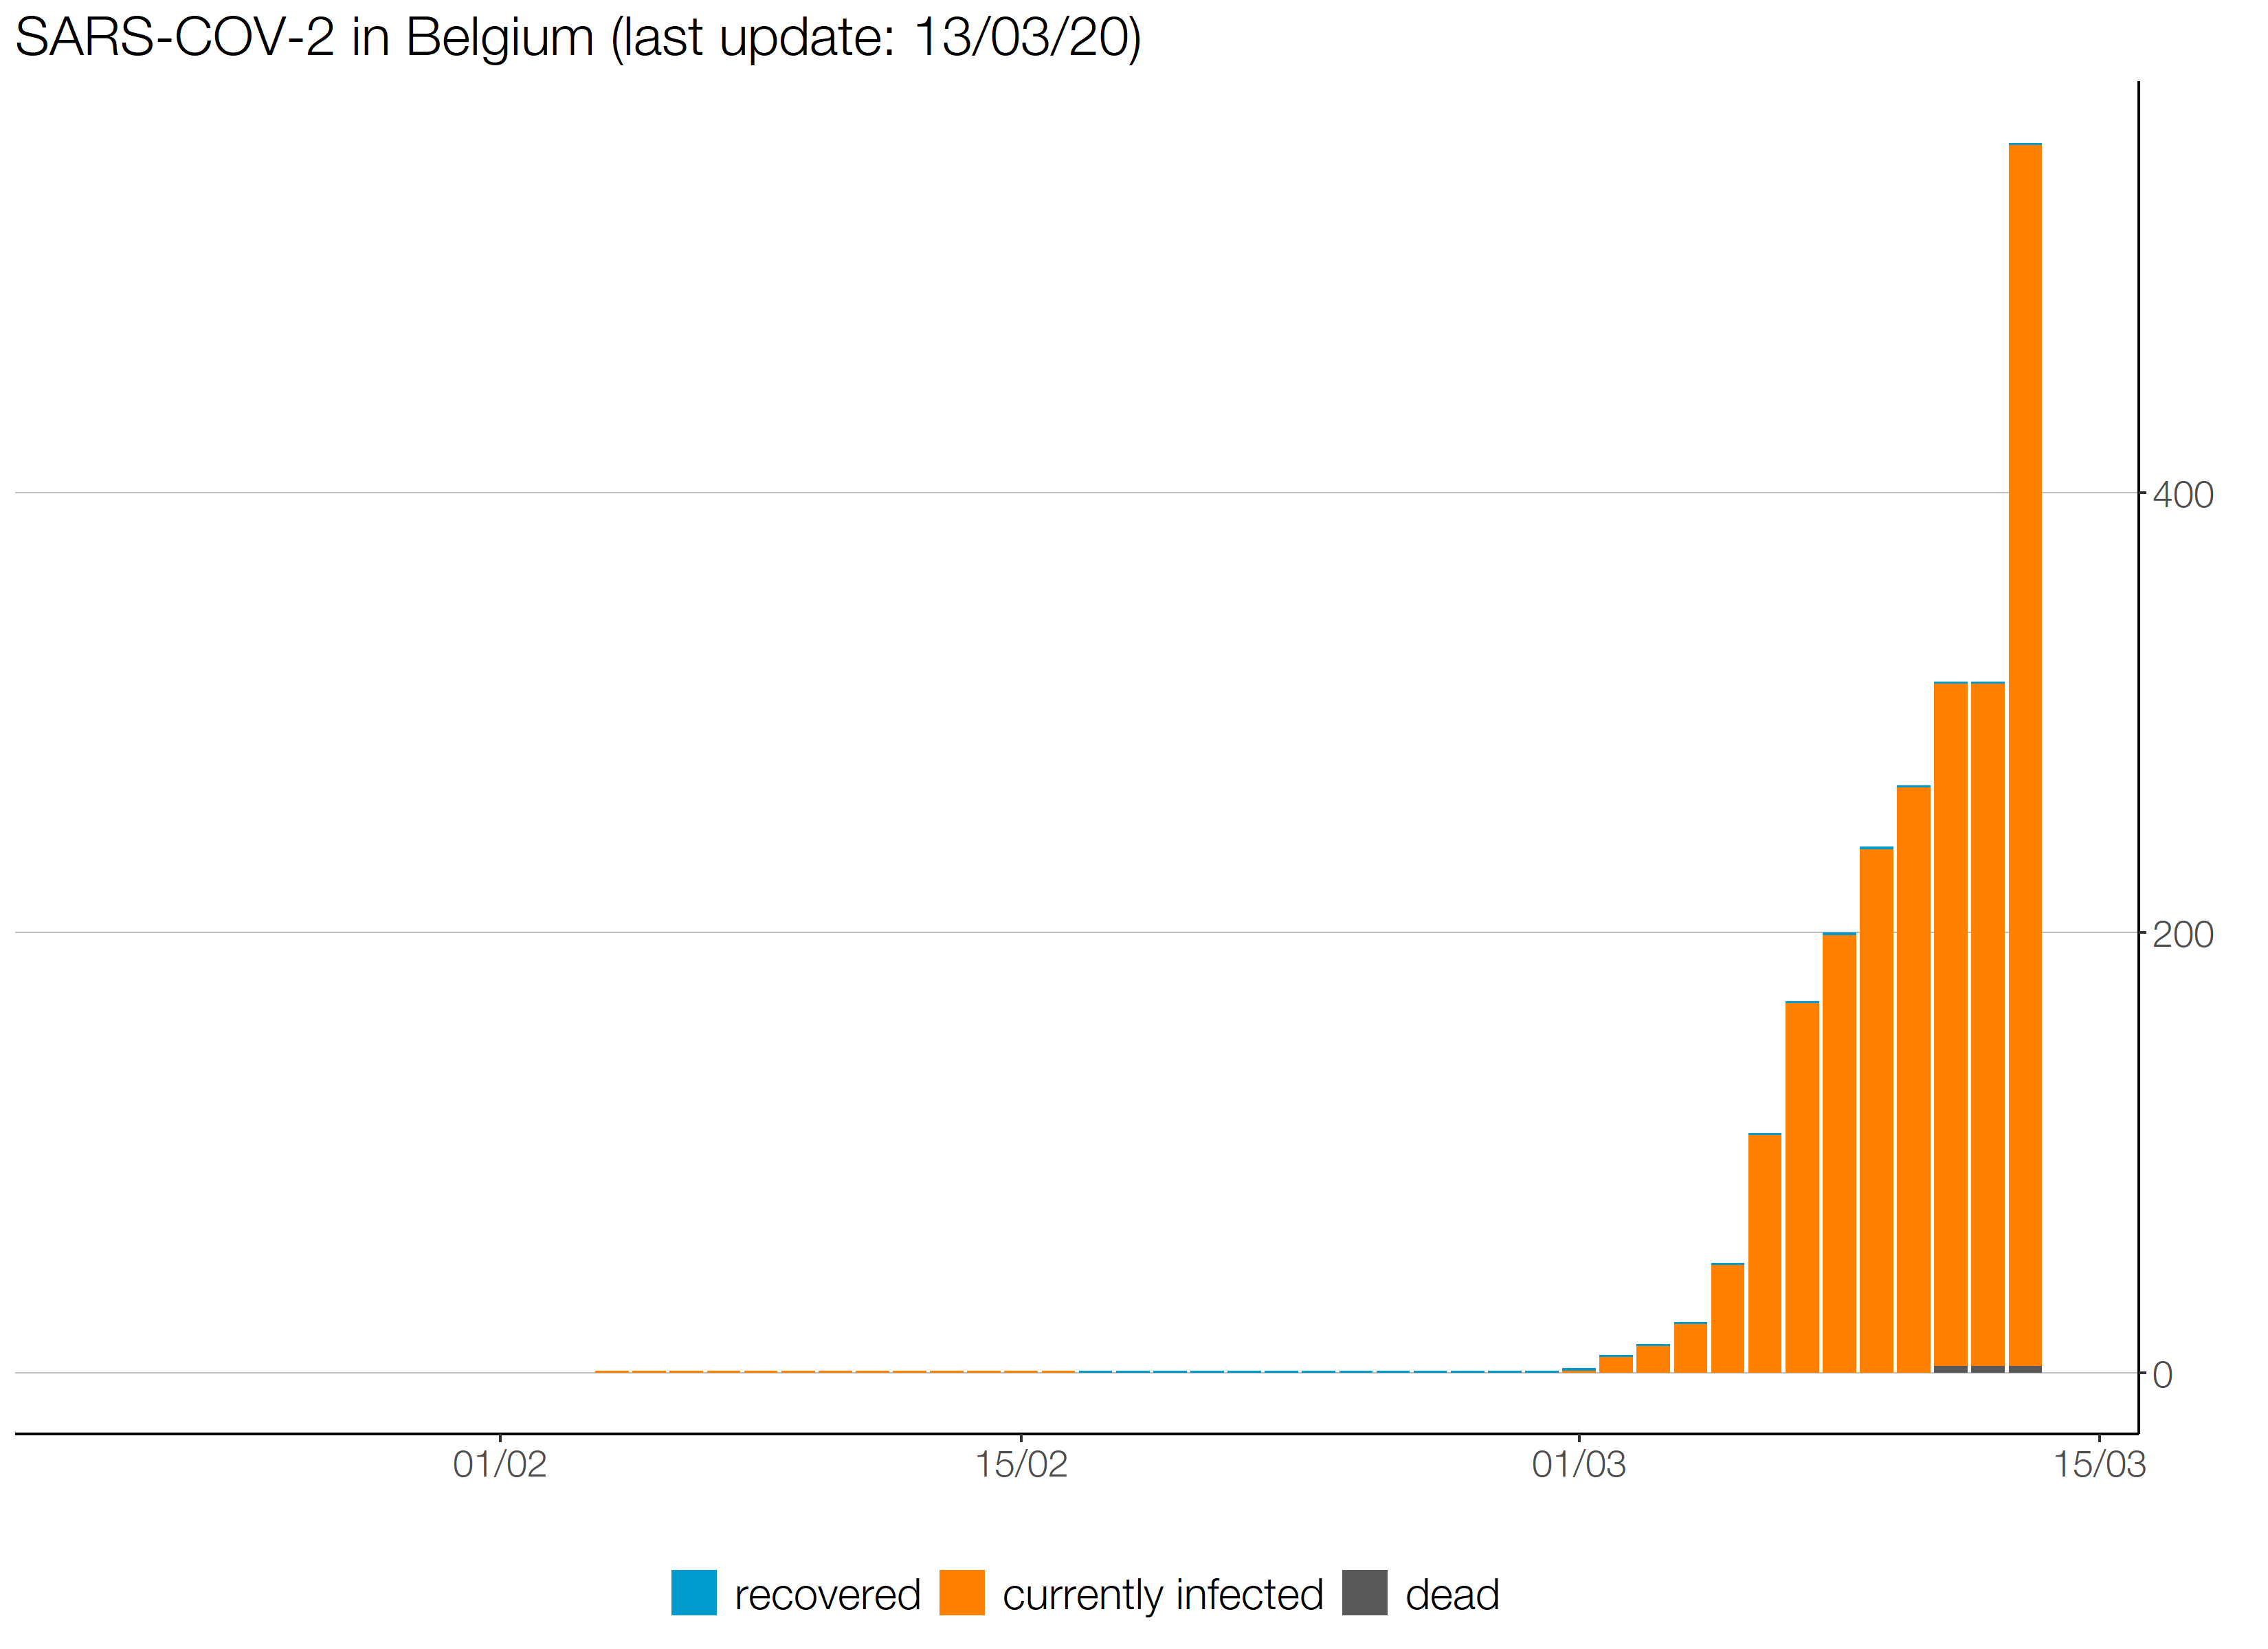 SARS-COV-2 in Belgium (last update: 13/03/20)
400
200
0
01/02 15/02 01/03 15/03
recovered currently infected dead